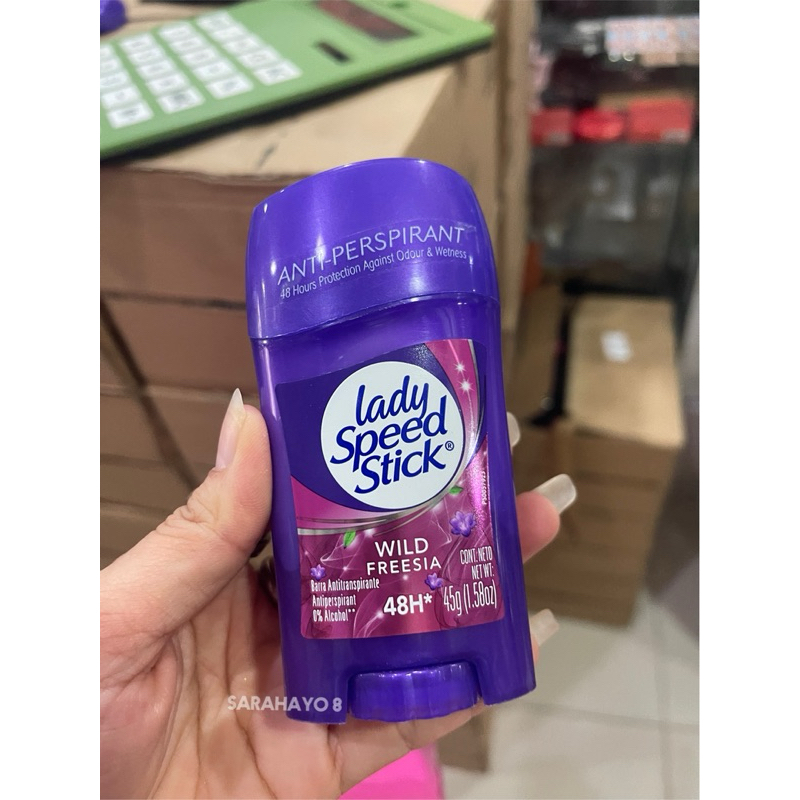 ANTI-PERSPIRANT
48 Hours Protection Against Odour & Wetness
lady
Speed
Stick®
WILD
FREESIA
Barra Antitranspirante
Antiperspirant
0% Alcohol**
48H*
CONT. NETO
NET WT:
45g (1.58oz)
SARAHAYO 8